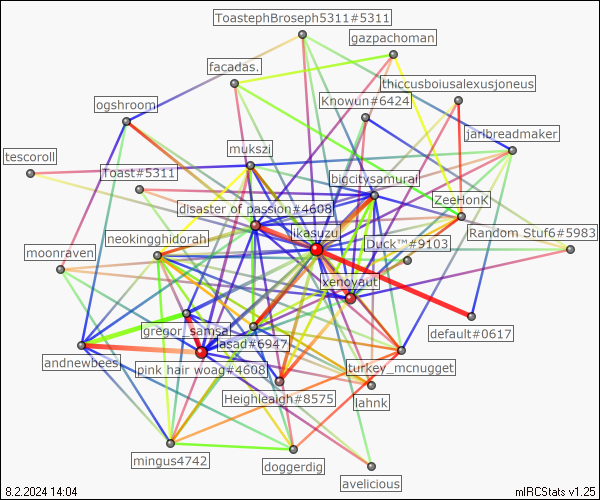 ToastephBroseph5311#5311
gazpachoman
facadas.
thiccusboiusalexusjoneus
Knowun#6424
ogshroom
jarlbreadmaker
mukszi
tescoroll
Toast#5311
bigcitysamurai
ZeeHonK
disaster of passion#4608
ikasuzu
Random Stuf6#5983
neokingghidorah
Duck™#9103
moonraven
xenoyaut
gregor_samsa
default#0617
asad#6947
andnewbees
pink hair woag#4608
turkey_mcnugget
Heighleaigh#8575
lahnk
mingus4742
doggerdig
avelicious
8.2.2024 14:04
mIRCStats v1.25